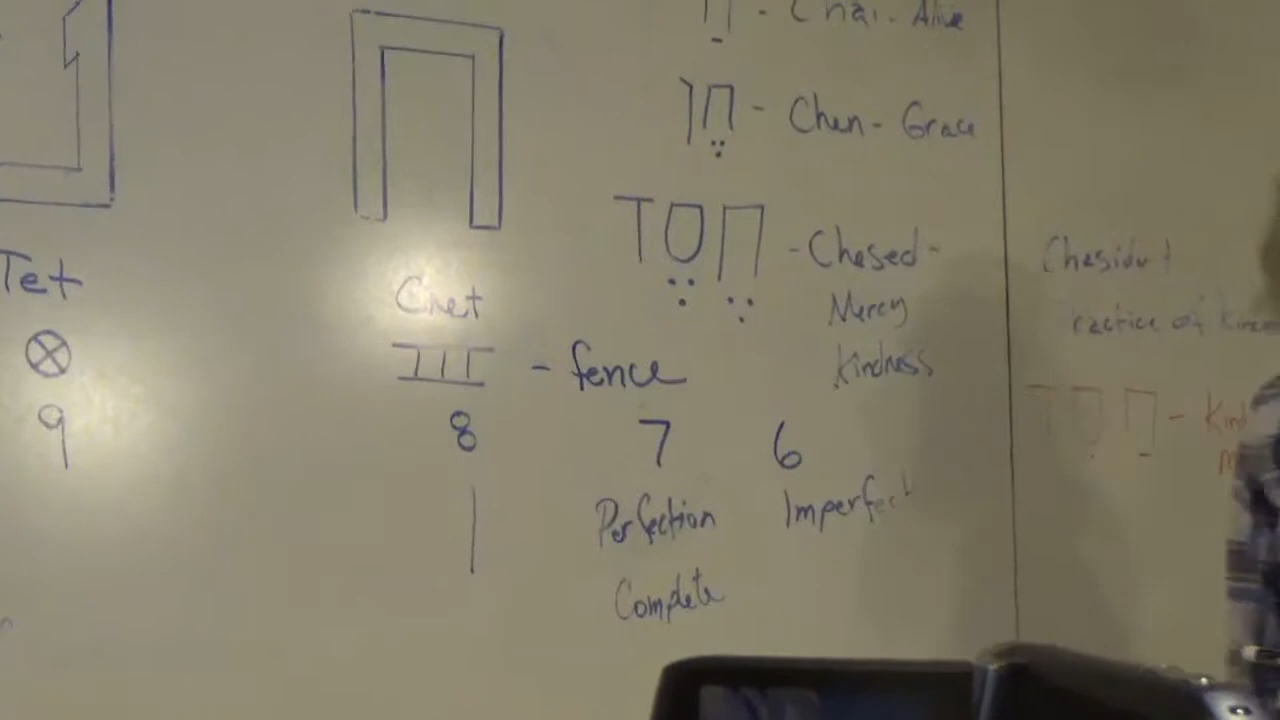 Chai - Alive
חן - Chen - Grace
חסד - Chesed -
Mercy
Kindness
ח
Tet
Chet
fence
9
8
7
6
Perfection
Imperfect
Complete
חסד -